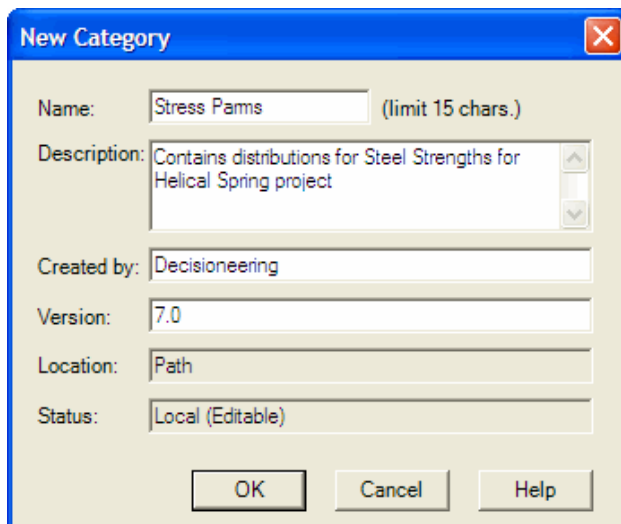 New Category
Name: Stress Parms (limit 15 chars.)
Description: Contains distributions for Steel Strengths for
Helical Spring project
Created by: Decisioneering
Version: 7.0
Location: Path
Status: Local (Editable)
OK Cancel Help